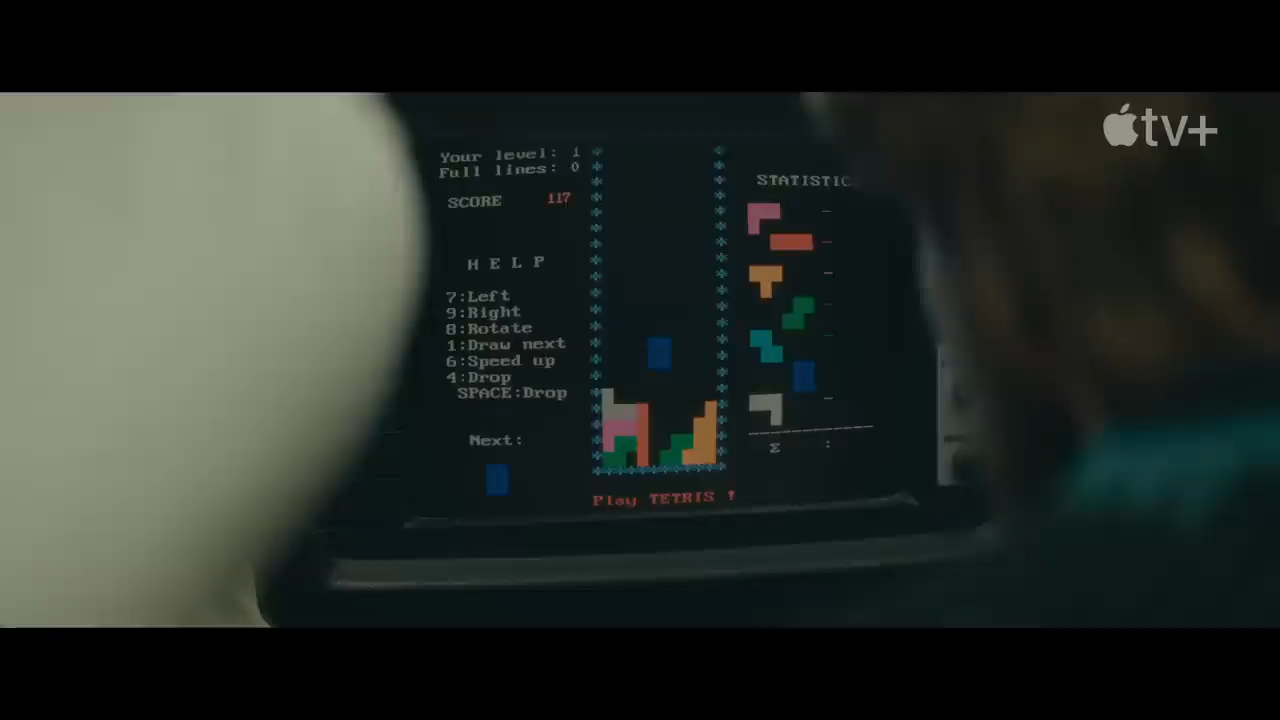 tv+
Your level: 1
Full lines: 0
SCORE 117
STATISTIC
H E L P
7:Left
9:Right
8:Rotate
1:Draw next
6:Speed up
4:Drop
SPACE:Drop
Next:
Σ :
Play TETRIS !